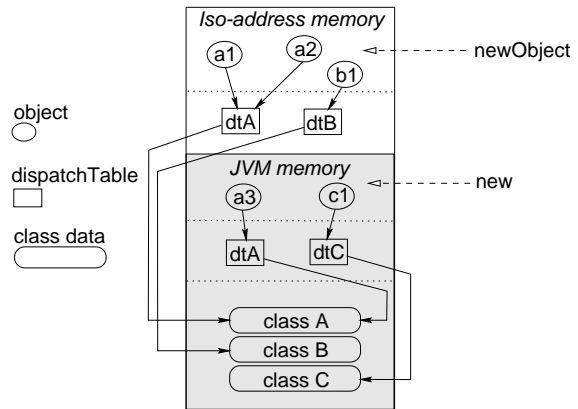 Iso-address memory
a1
a2
newObject
b1
object
dtA
dtB
dispatchTable
JVM memory
new
a3
c1
class data
dtA
dtC
class A
class B
class C